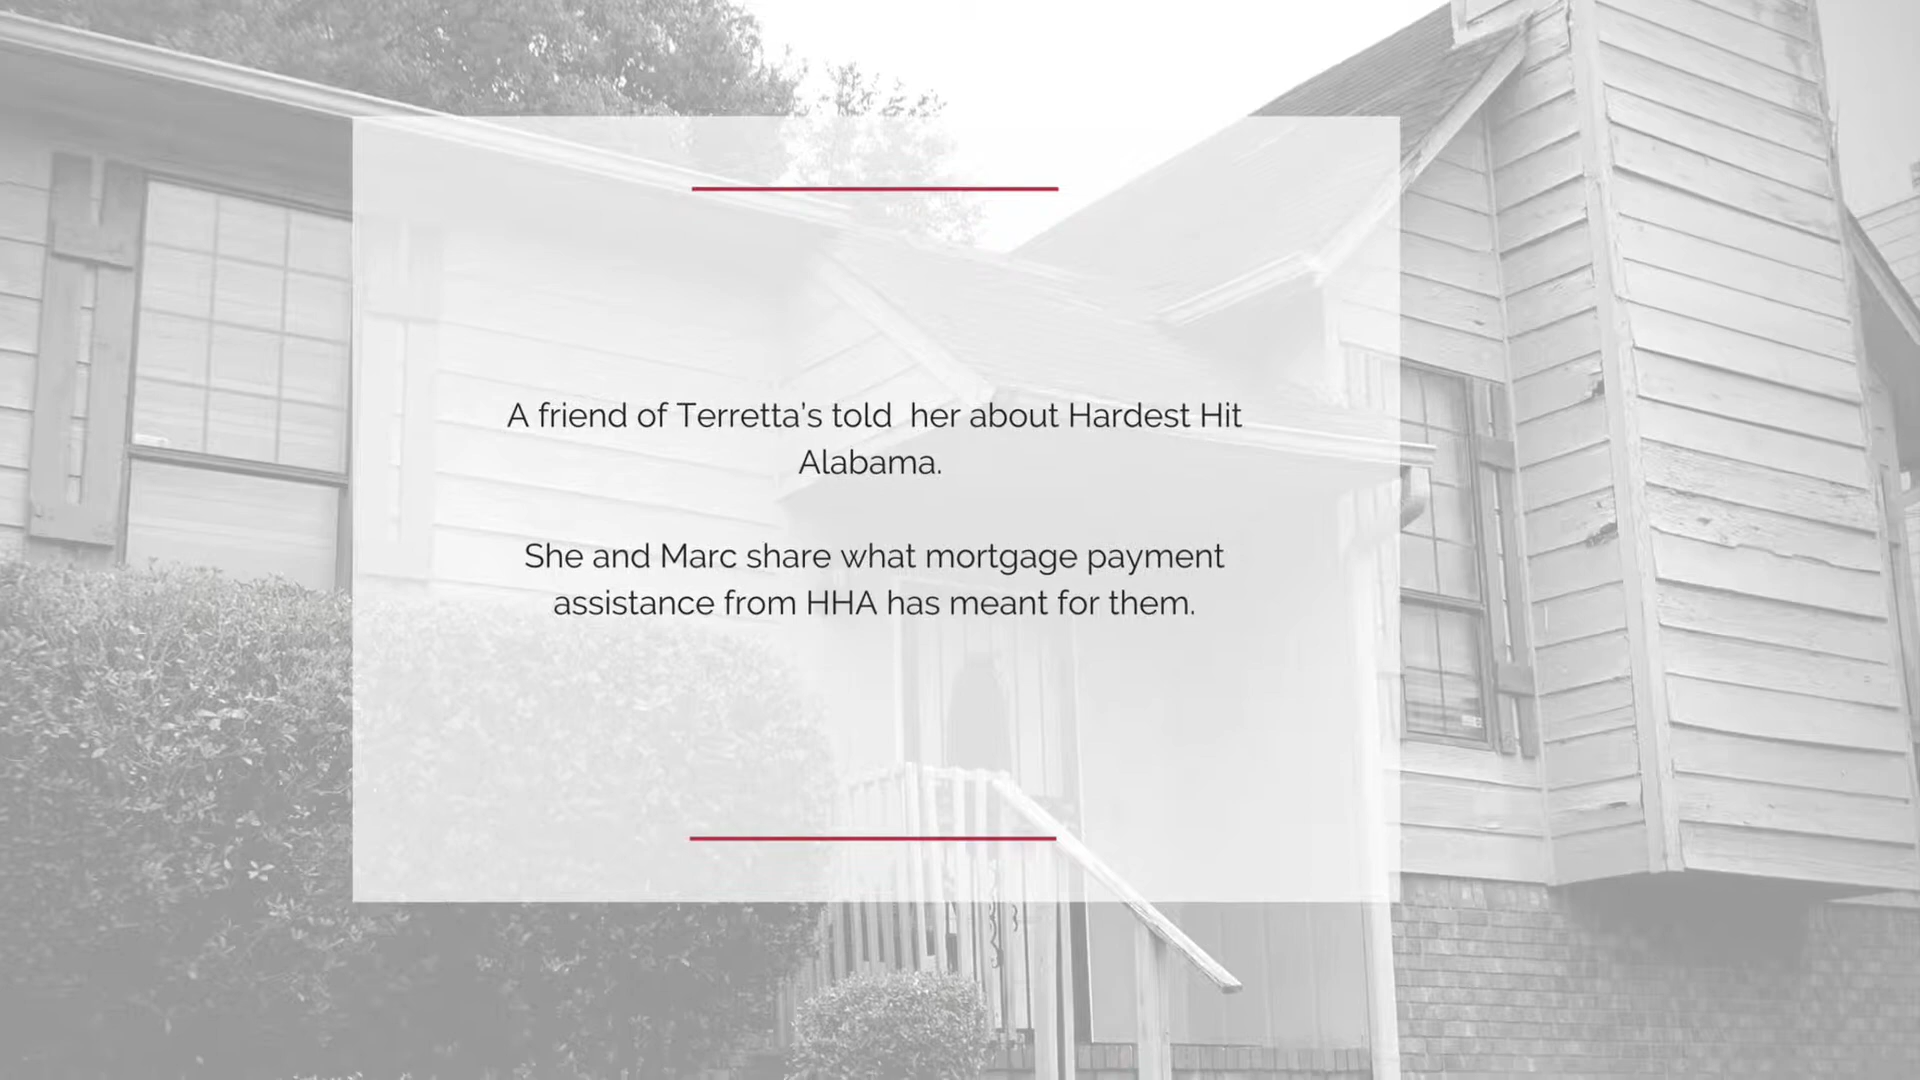 A friend of Terretta’s told  her about Hardest Hit
Alabama.
She and Marc share what mortgage payment
assistance from HHA has meant for them.